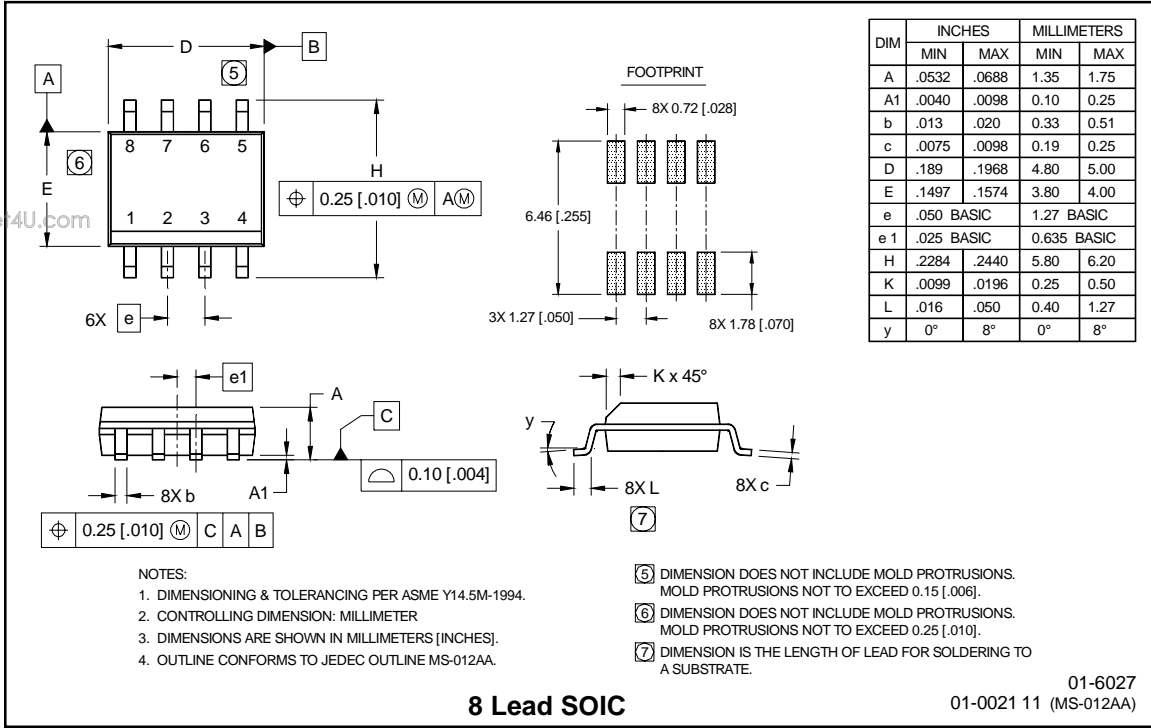 D
B
5
A
8 7 6 5
6
E
H
⌖ 0.25 [.010] Ⓜ AⓂ
et4U.com
1 2 3 4
6X e
FOOTPRINT
8X 0.72 [.028]
6.46 [.255]
3X 1.27 [.050]
8X 1.78 [.070]
DIM INCHES MILLIMETERS
MIN MAX MIN MAX
A .0532 .0688 1.35 1.75
A1 .0040 .0098 0.10 0.25
b .013 .020 0.33 0.51
c .0075 .0098 0.19 0.25
D .189 .1968 4.80 5.00
E .1497 .1574 3.80 4.00
e .050 BASIC 1.27 BASIC
e 1 .025 BASIC 0.635 BASIC
H .2284 .2440 5.80 6.20
K .0099 .0196 0.25 0.50
L .016 .050 0.40 1.27
y 0° 8° 0° 8°
e1
A
C
⌓ 0.10 [.004]
8X b
A1
⌖ 0.25 [.010] Ⓜ C A B
K x 45°
y
8X L
8X c
7
NOTES:
1. DIMENSIONING & TOLERANCING PER ASME Y14.5M-1994.
2. CONTROLLING DIMENSION: MILLIMETER
3. DIMENSIONS ARE SHOWN IN MILLIMETERS [INCHES].
4. OUTLINE CONFORMS TO JEDEC OUTLINE MS-012AA.
5 DIMENSION DOES NOT INCLUDE MOLD PROTRUSIONS.
MOLD PROTRUSIONS NOT TO EXCEED 0.15 [.006].
6 DIMENSION DOES NOT INCLUDE MOLD PROTRUSIONS.
MOLD PROTRUSIONS NOT TO EXCEED 0.25 [.010].
7 DIMENSION IS THE LENGTH OF LEAD FOR SOLDERING TO
A SUBSTRATE.
8 Lead SOIC
01-6027
01-0021 11 (MS-012AA)